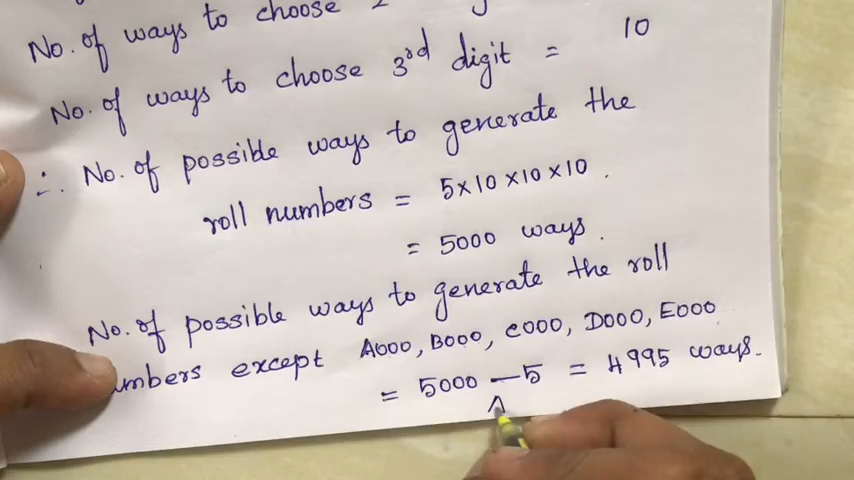 No. of ways to choose 2
No. of ways to choose 3rd digit = 10
∴ No. of possible ways to generate the
roll numbers = 5×10×10×10.
= 5000 ways.
No. of possible ways to generate the roll
umbers except A000, B000, C000, D000, E000
= 5000 — 5 = 4995 ways.